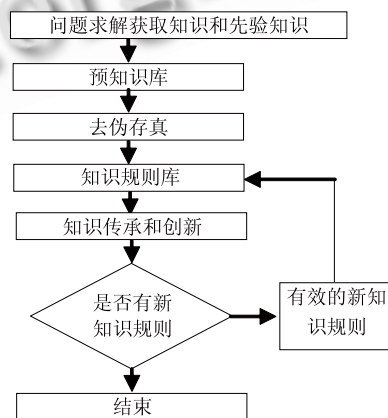 问题求解获取知识和先验知识
预知识库
去伪存真
知识规则库
知识传承和创新
是否有新
知识规则
有效的新知
识规则
结束